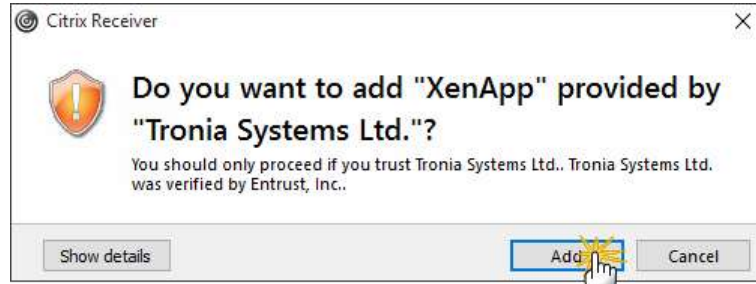 Citrix Receiver
Do you want to add "XenApp" provided by
"Tronia Systems Ltd."?
You should only proceed if you trust Tronia Systems Ltd.. Tronia Systems Ltd.
was verified by Entrust, Inc..
Show details
Add
Cancel